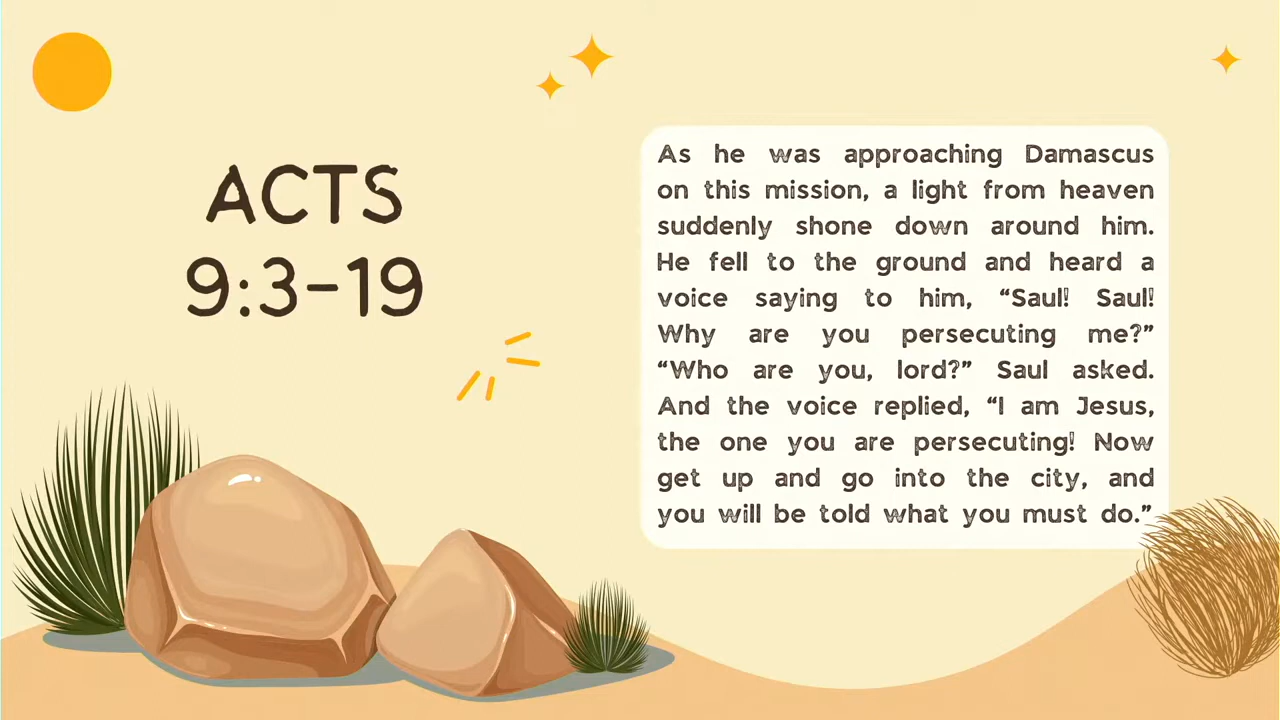 ACTS
9:3-19
As he was approaching Damascus
on this mission, a light from heaven
suddenly shone down around him.
He fell to the ground and heard a
voice saying to him, “Saul! Saul!
Why are you persecuting me?”
“Who are you, lord?” Saul asked.
And the voice replied, “I am Jesus,
the one you are persecuting! Now
get up and go into the city, and
you will be told what you must do.”